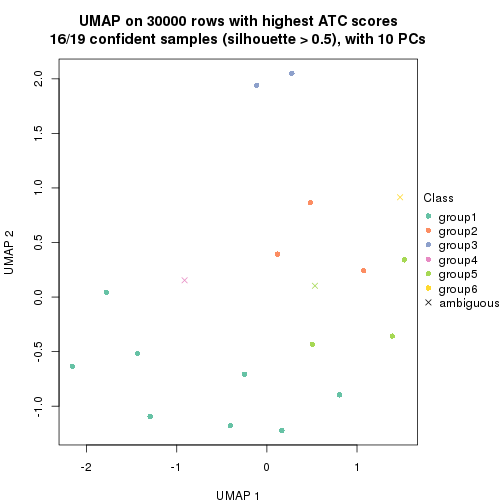 UMAP on 30000 rows with highest ATC scores
16/19 confident samples (silhouette > 0.5), with 10 PCs
2.0
1.5
1.0
0.5
0.0
-0.5
-1.0
UMAP 2
-2
-1
0
1
UMAP 1
Class
group1
group2
group3
group4
group5
group6
ambiguous